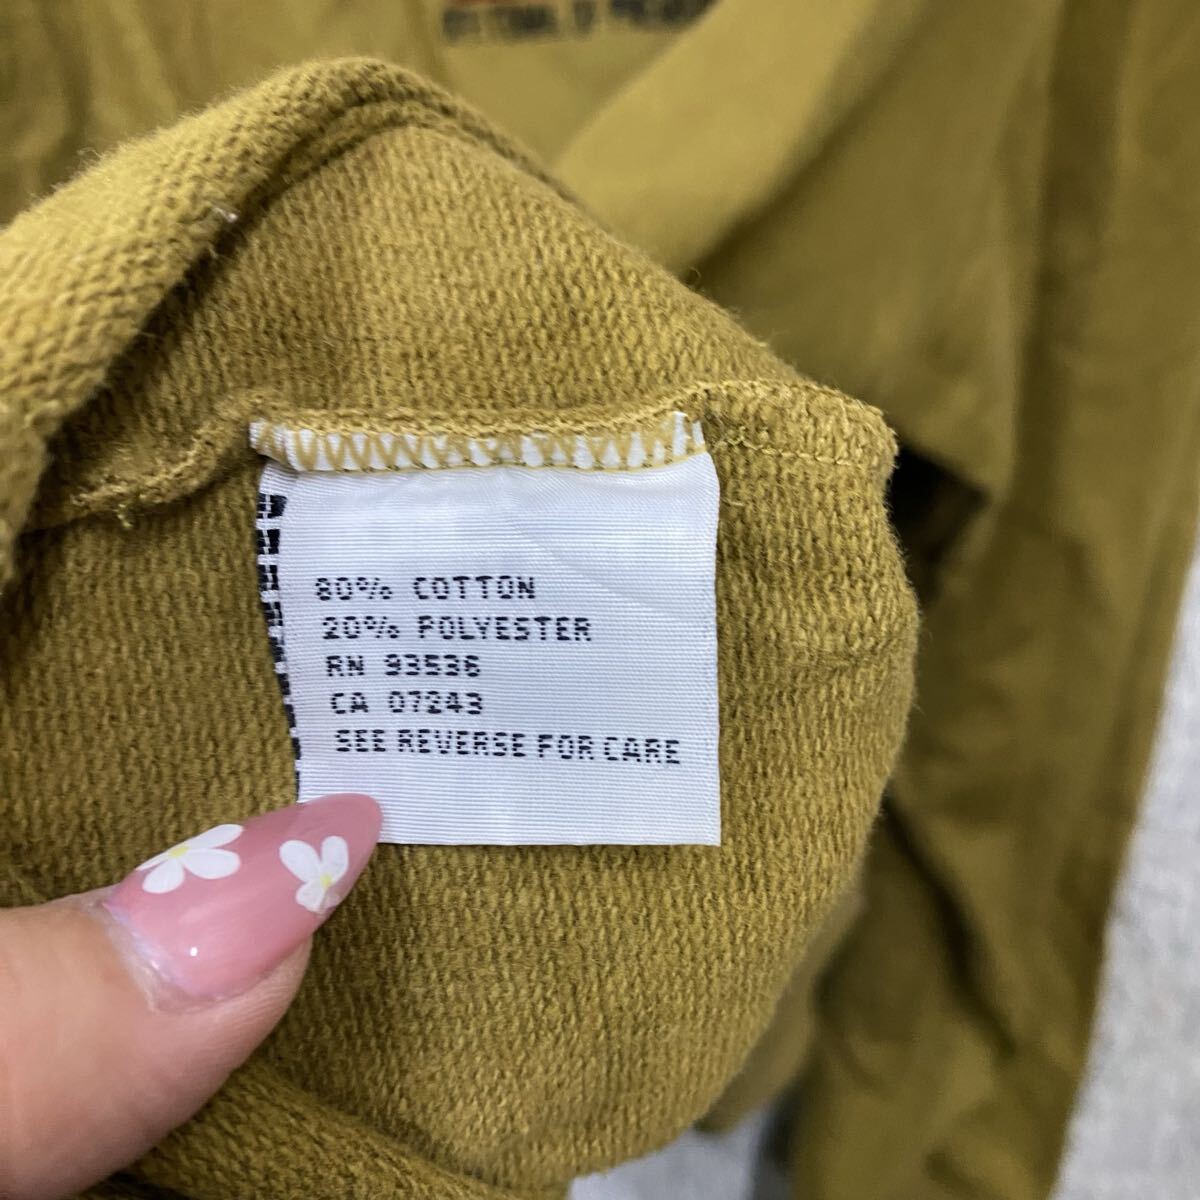 80% COTTON
20% POLYESTER
RN 93536
CA 07243
SEE REVERSE FOR CARE